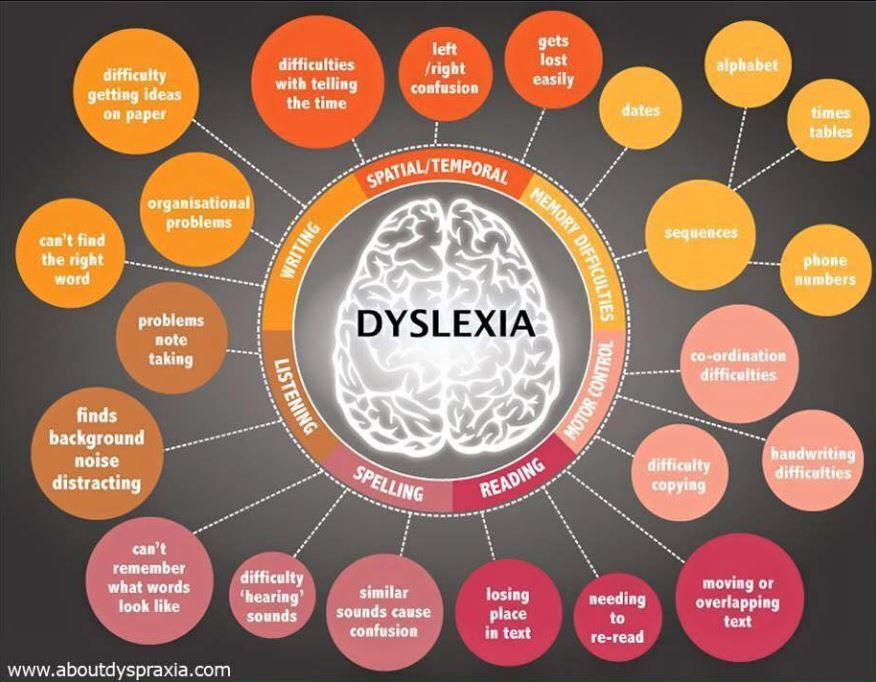 DYSLEXIA
SPATIAL/TEMPORAL
difficulties
with telling
the time
left
/right
confusion
gets
lost
easily
MEMORY DIFFICULTIES
dates
sequences
alphabet
times
tables
phone
numbers
MOTOR CONTROL
co-ordination
difficulties
handwriting
difficulties
difficulty
copying
READING
moving or
overlapping
text
needing
to
re-read
losing
place
in text
SPELLING
similar
sounds cause
confusion
difficulty
'hearing'
sounds
can't
remember
what words
look like
LISTENING
finds
background
noise
distracting
problems
note
taking
WRITING
can't find
the right
word
organisational
problems
difficulty
getting ideas
on paper
www.aboutdyspraxia.com